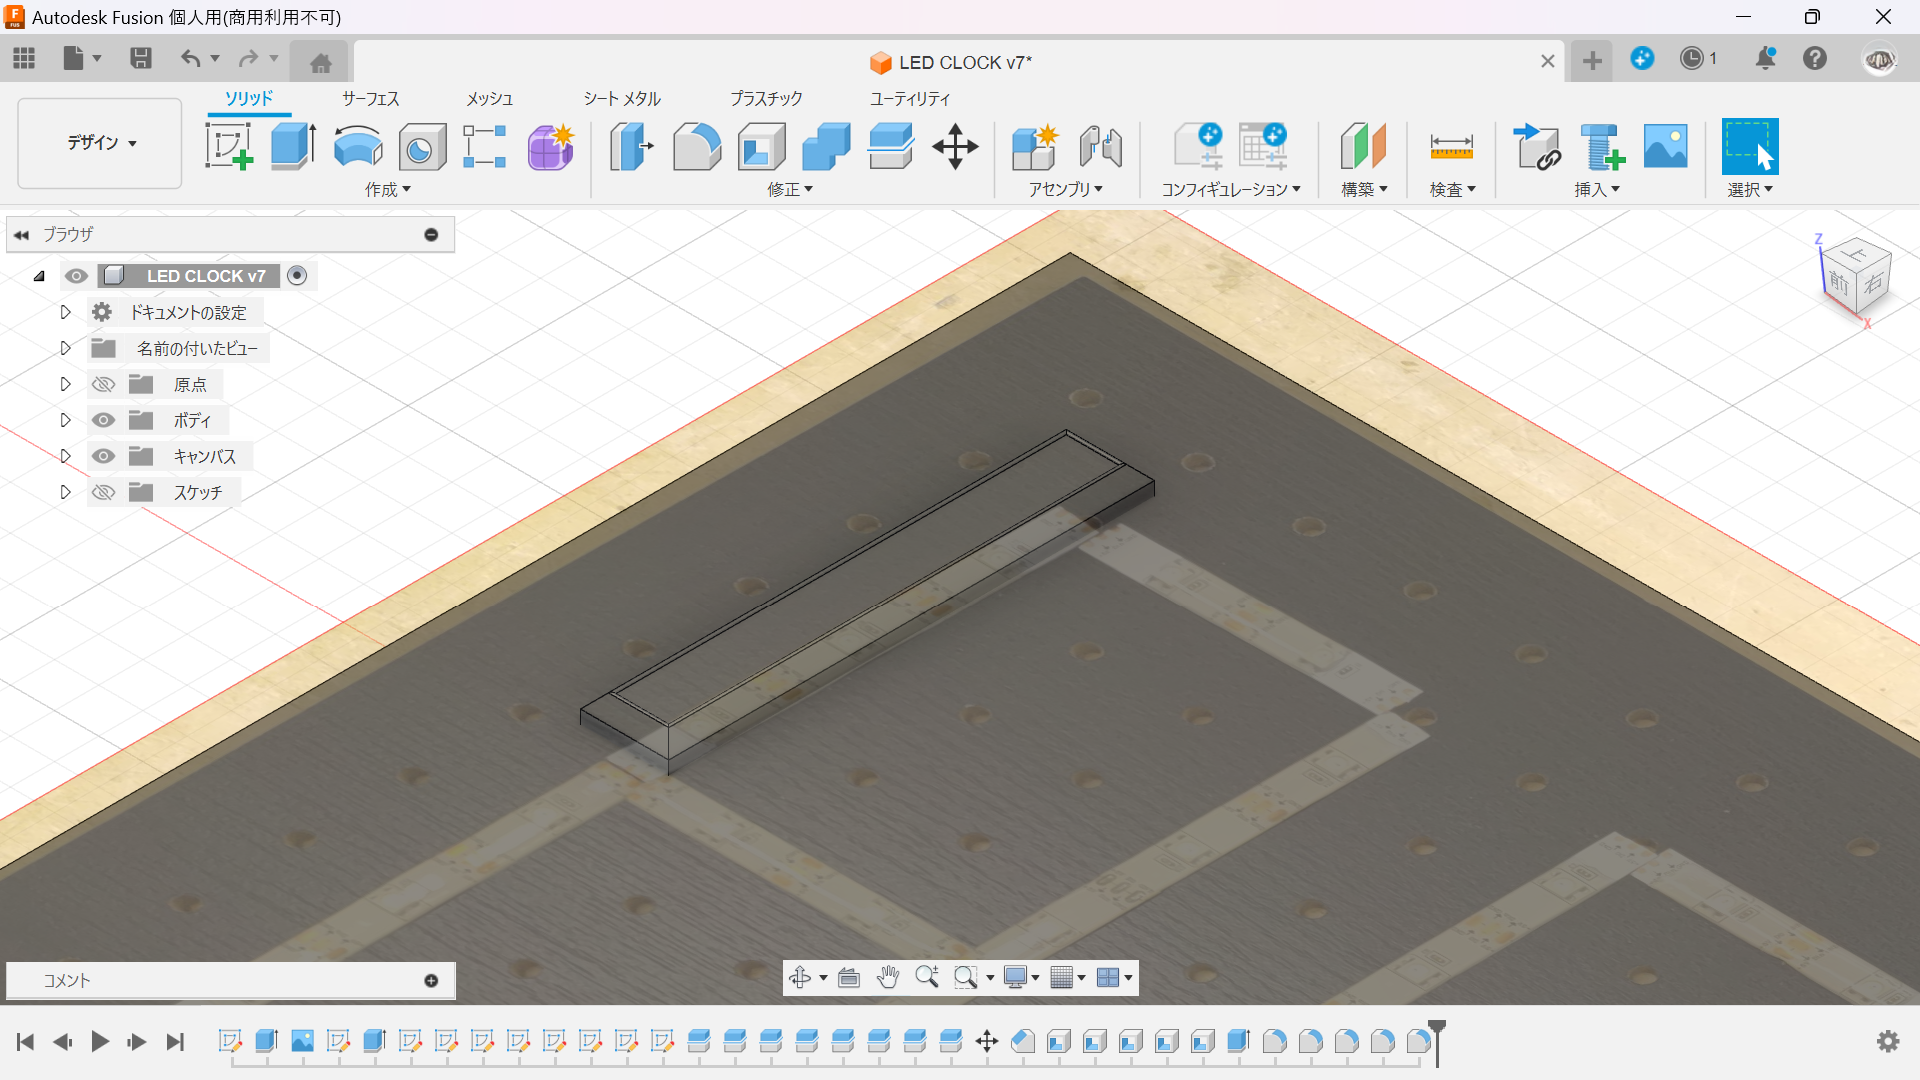 Autodesk Fusion 個人用(商用利用不可)
LED CLOCK v7*
1
ソリッド
サーフェス
メッシュ
シート メタル
プラスチック
ユーティリティ
デザイン
作成
修正
アセンブリ
コンフィギュレーション
構築
検査
挿入
選択
ブラウザ
LED CLOCK v7
ドキュメントの設定
名前の付いたビュー
原点
ボディ
キャンバス
スケッチ
Z
上
前
右
X
コメント